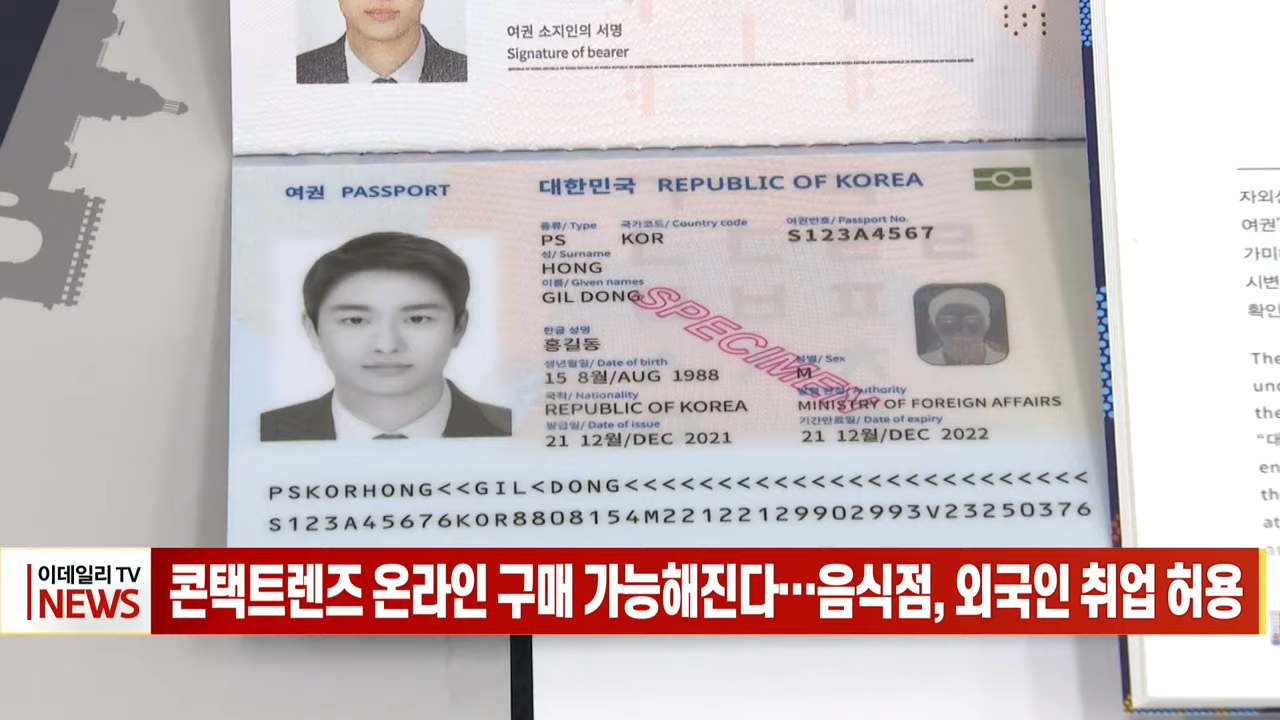 여권 소지인의 서명
Signature of bearer
여권 PASSPORT
대한민국 REPUBLIC OF KOREA
종류/ Type 국가코드/ Country code 여권번호/ Passport No.
PS KOR S123A4567
성/ Surname
HONG
이름/ Given names
GIL DONG
SPECIMEN
한글 성명
홍길동
생년월일/ Date of birth 성별/ Sex
15 8월/AUG 1988 M
국적/ Nationality 발행 관청/ Authority
REPUBLIC OF KOREA MINISTRY OF FOREIGN AFFAIRS
발급일/ Date of issue 기간만료일/ Date of expiry
21 12월/DEC 2021 21 12월/DEC 2022
PSKORHONG<<GIL<DONG<<<<<<<<<<<<<<<<<<<<<<<<<
S123A45676KOR8808154M22122129902993V23250376
여권
확인
The
이데일리 TV
NEWS
콘택트렌즈 온라인 구매 가능해진다…음식점, 외국인 취업 허용